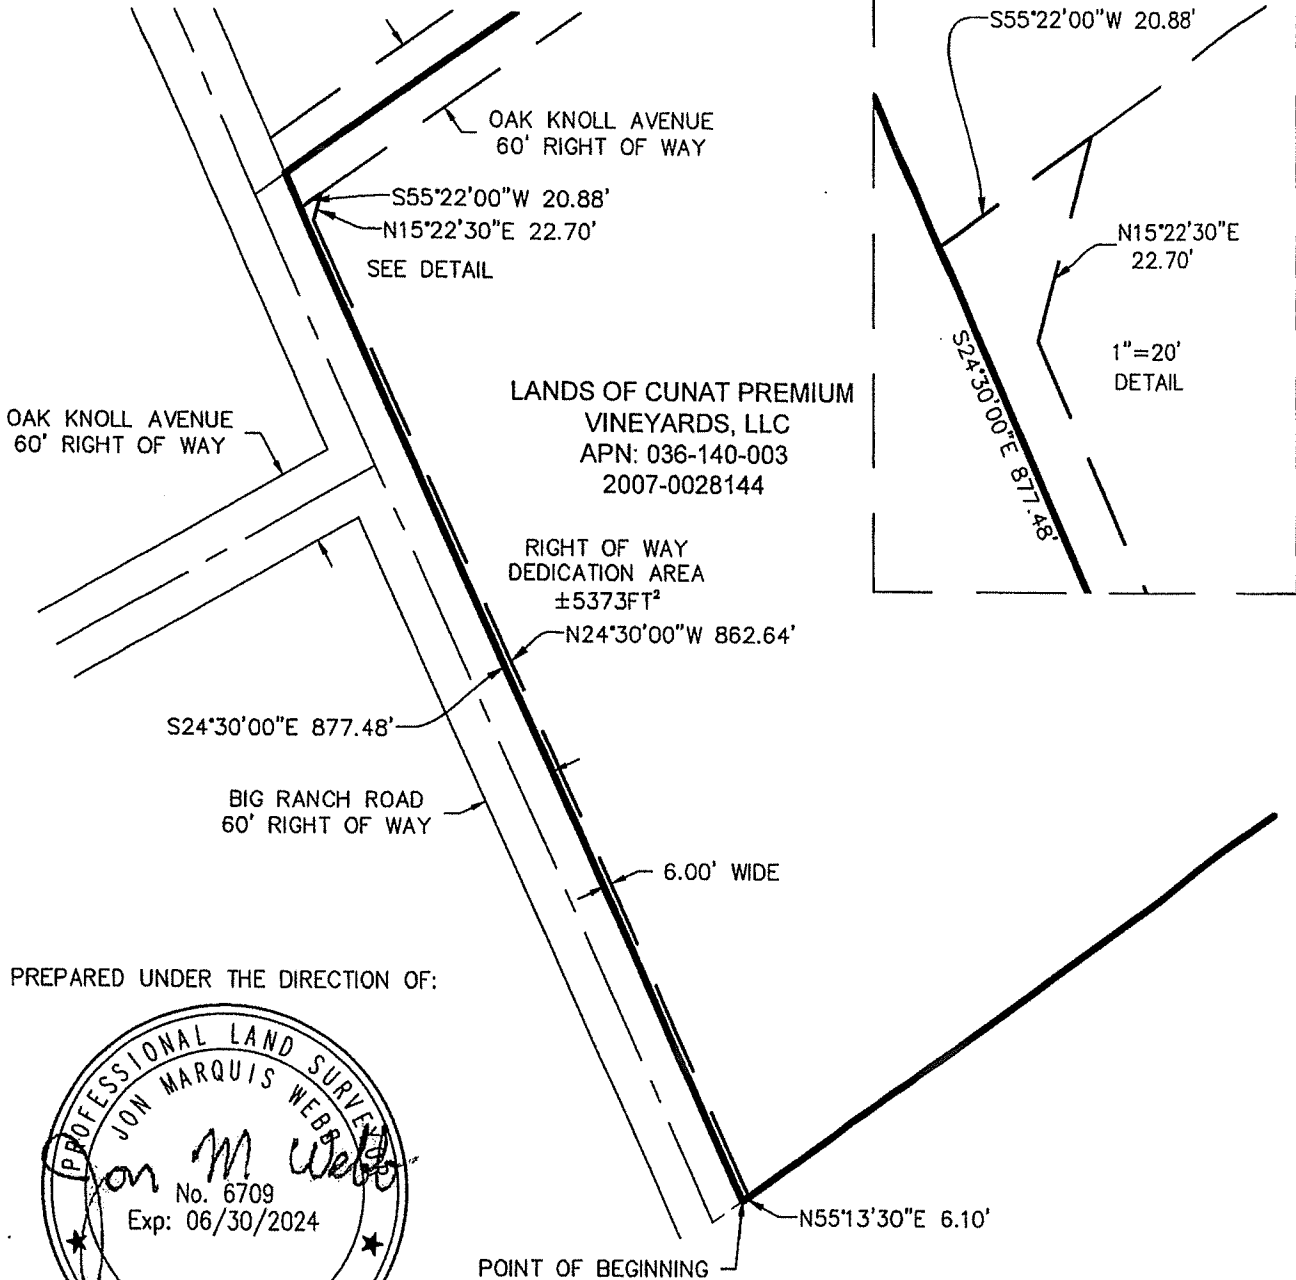 S55°22'00"W 20.88'
OAK KNOLL AVENUE
60' RIGHT OF WAY
S55°22'00"W 20.88'
N15°22'30"E 22.70'
SEE DETAIL
N15°22'30"E
22.70'
S24°30'00"E 877.48'
1"=20'
DETAIL
LANDS OF CUNAT PREMIUM
VINEYARDS, LLC
APN: 036-140-003
2007-0028144
OAK KNOLL AVENUE
60' RIGHT OF WAY
RIGHT OF WAY
DEDICATION AREA
±5373FT²
N24°30'00"W 862.64'
S24°30'00"E 877.48'
BIG RANCH ROAD
60' RIGHT OF WAY
6.00' WIDE
PREPARED UNDER THE DIRECTION OF:
PROFESSIONAL LAND SURVEYOR
JON MARQUIS WEBB
Jon M Webb
No. 6709
Exp: 06/30/2024
N55°13'30"E 6.10'
POINT OF BEGINNING